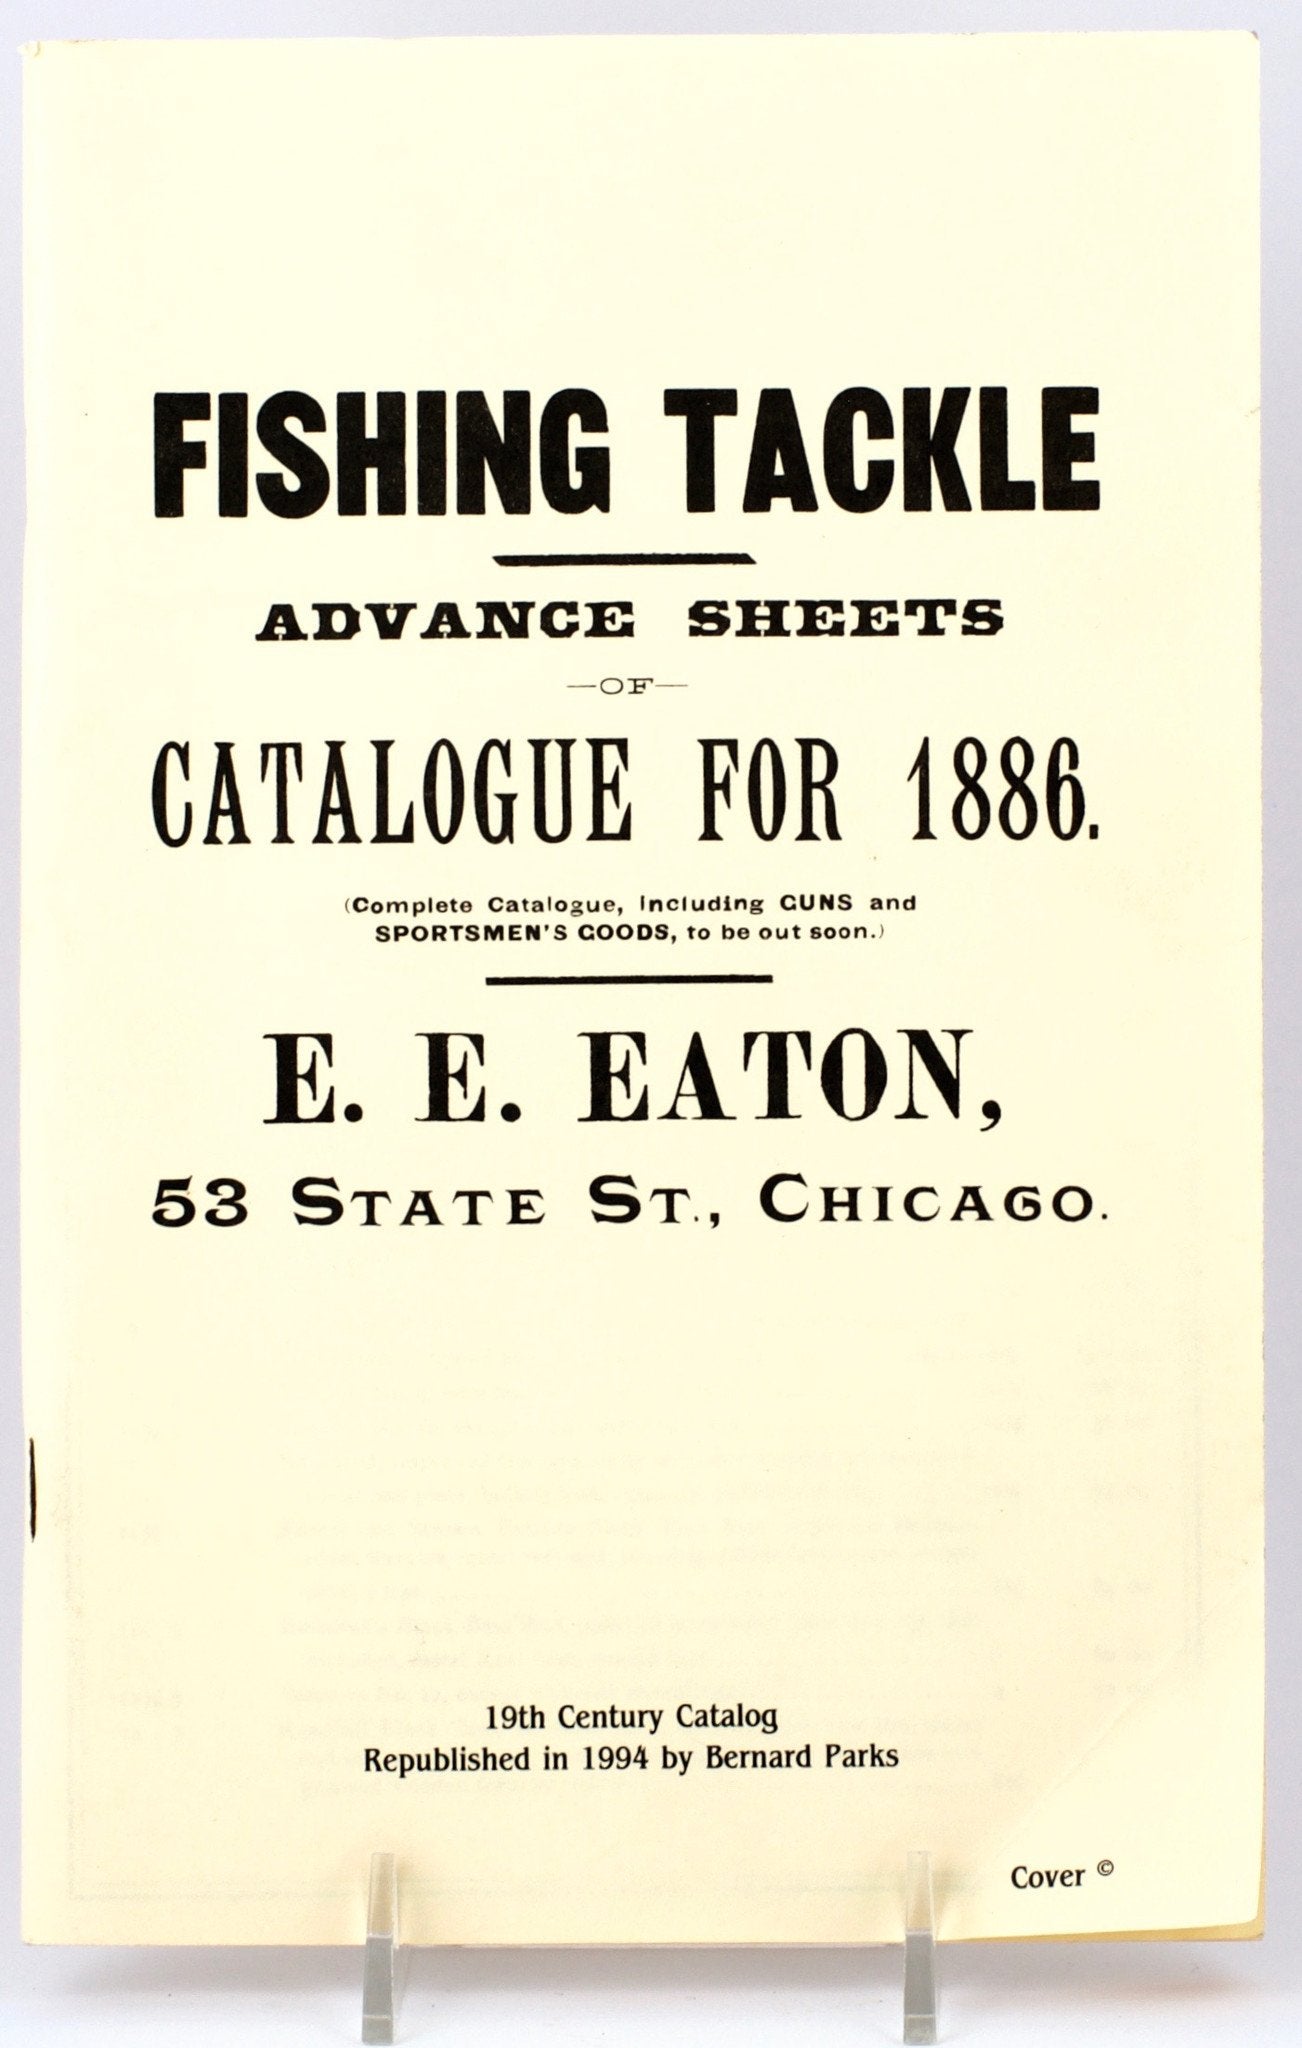 FISHING TACKLE
ADVANCE SHEETS
—OF—
CATALOGUE FOR 1886.
(Complete Catalogue, including GUNS and
SPORTSMEN'S GOODS, to be out soon.)
E. E. EATON,
53 STATE ST., CHICAGO.
19th Century Catalog
Republished in 1994 by Bernard Parks
Cover ©